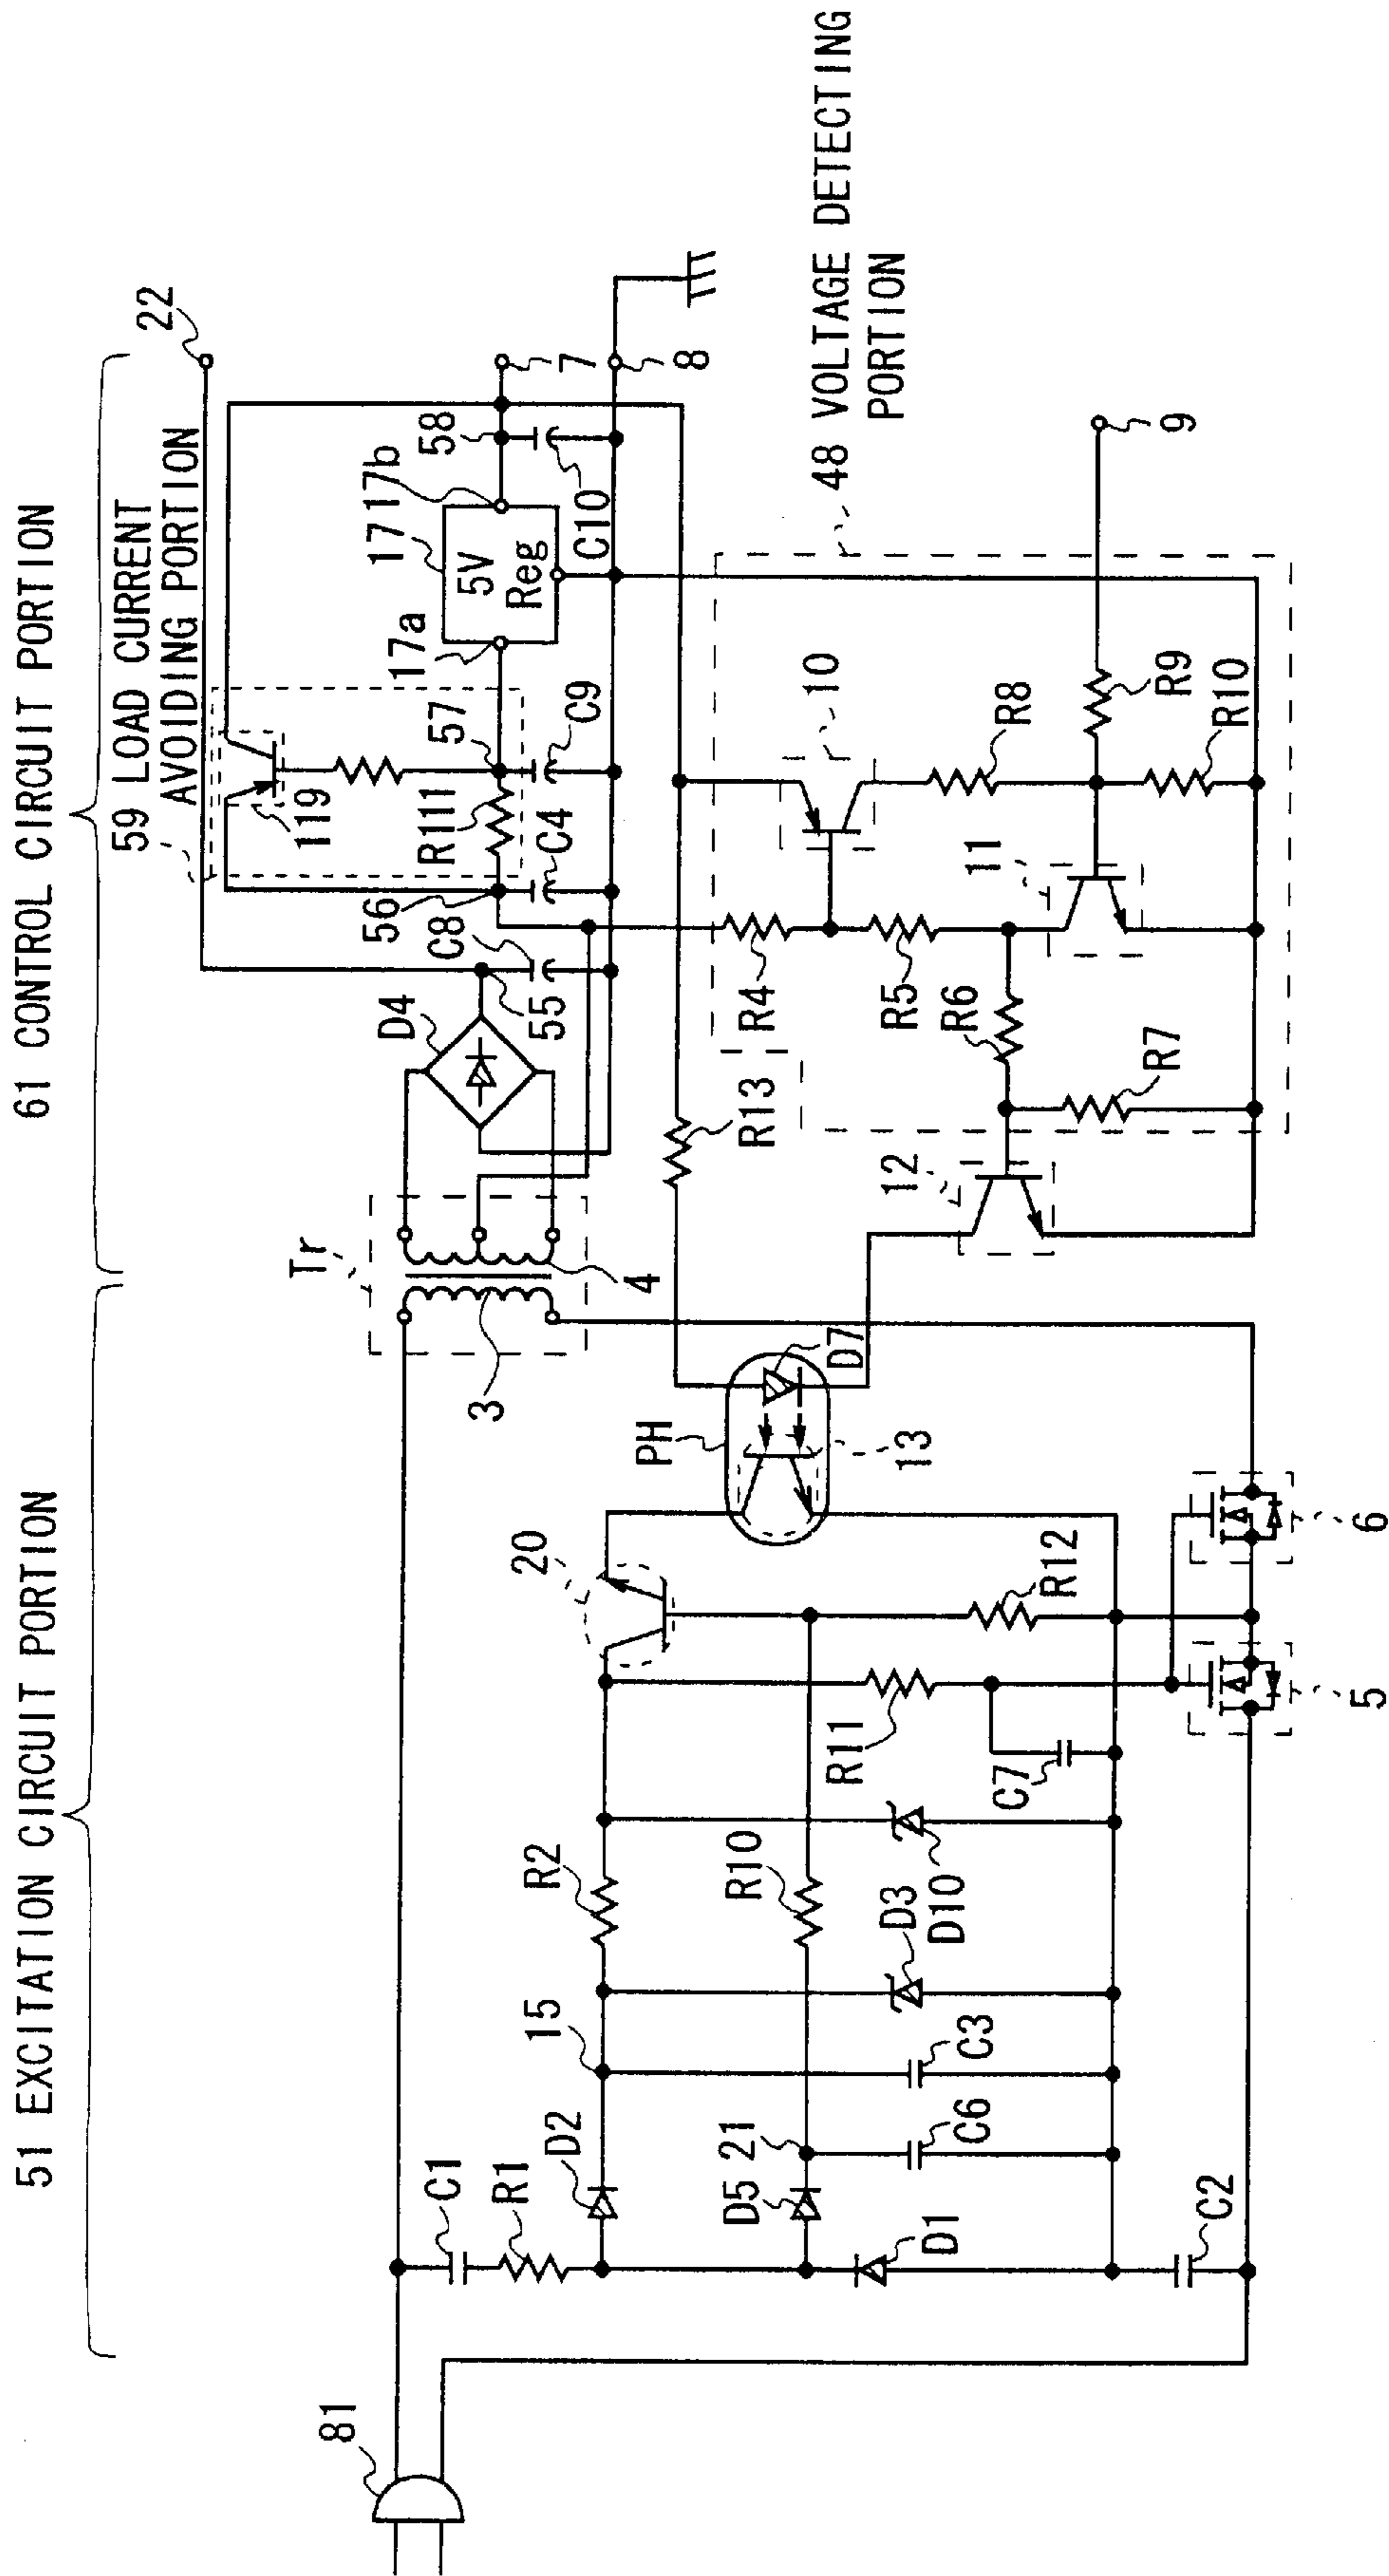 51 EXCITATION CIRCUIT PORTION
61 CONTROL CIRCUIT PORTION
59 LOAD CURRENT
AVOIDING PORTION
22
119
81
Tr
D4
C8
55
56
R111
57
17a
17
17b
5V
Reg
58
7
8
C4
C9
C10
3
4
C1
R1
D2
15
R2
20
PH
D7
13
R13
48 VOLTAGE DETECTING
PORTION
10
R4
R5
R8
11
R6
R9
9
R7
R10
12
D5
21
R10
D1
C6
C3
D3
D10
R11
C7
R12
C2
5
6